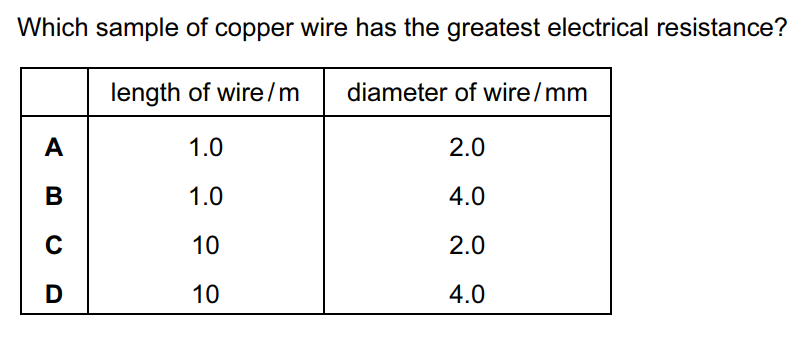 Which sample of copper wire has the greatest electrical resistance?
length of wire / m diameter of wire / mm
A 1.0 2.0
B 1.0 4.0
C 10 2.0
D 10 4.0